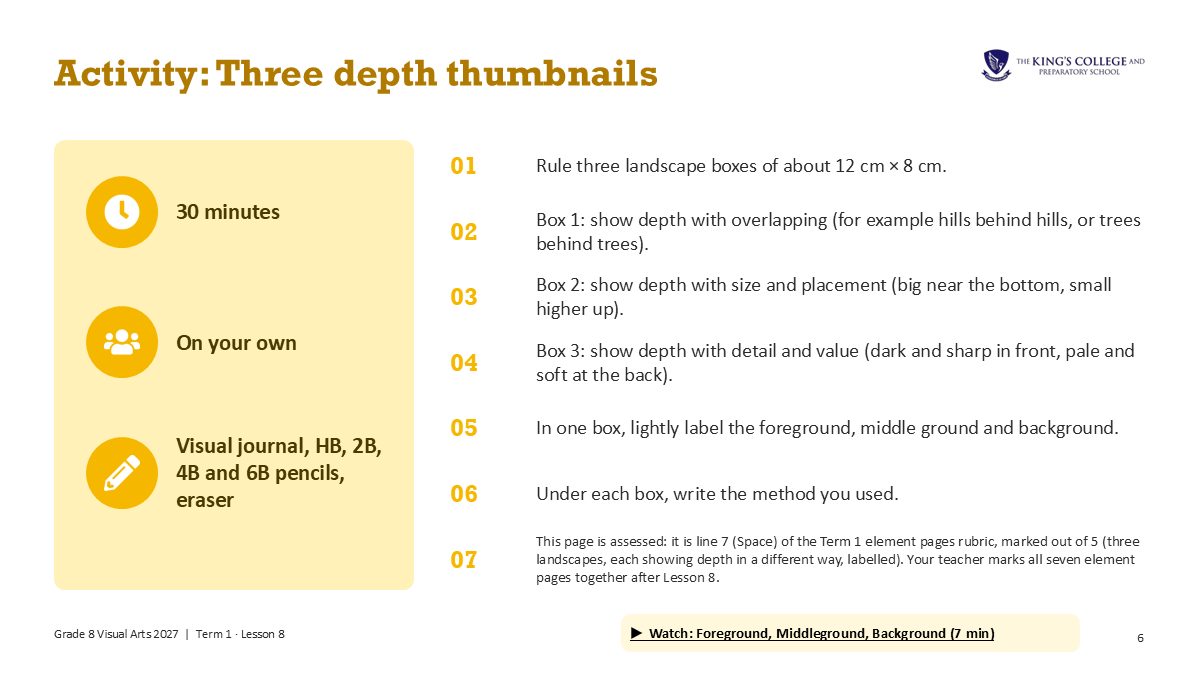 Activity: Three depth thumbnails
THE KING'S COLLEGE AND
PREPARATORY SCHOOL
30 minutes
On your own
Visual journal, HB, 2B,
4B and 6B pencils,
eraser
01
Rule three landscape boxes of about 12 cm × 8 cm.
02
Box 1: show depth with overlapping (for example hills behind hills, or trees
behind trees).
03
Box 2: show depth with size and placement (big near the bottom, small
higher up).
04
Box 3: show depth with detail and value (dark and sharp in front, pale and
soft at the back).
05
In one box, lightly label the foreground, middle ground and background.
06
Under each box, write the method you used.
07
This page is assessed: it is line 7 (Space) of the Term 1 element pages rubric, marked out of 5 (three
landscapes, each showing depth in a different way, labelled). Your teacher marks all seven element
pages together after Lesson 8.
Grade 8 Visual Arts 2027 | Term 1 · Lesson 8
▶ Watch: Foreground, Middleground, Background (7 min)
6